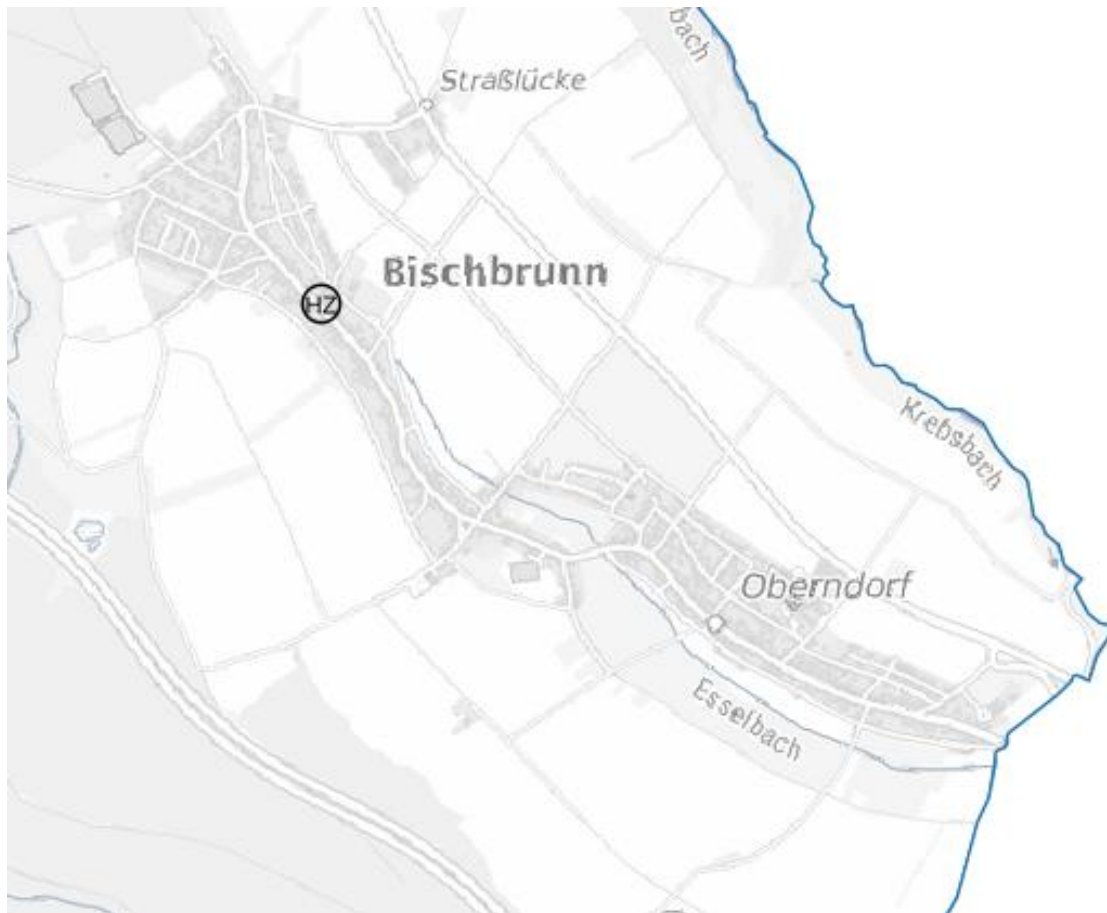 bach
Straßlücke
Bischbrunn
HZ
Krebsbach
Oberndorf
Esselbach